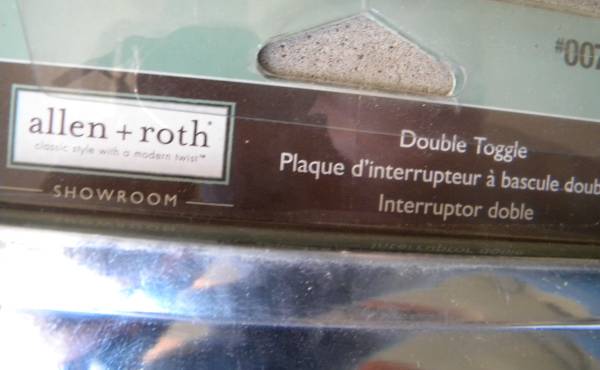 #007
allen + roth®
classic style with a modern twist™
SHOWROOM
Double Toggle
Plaque d'interrupteur à bascule doub
Interruptor doble